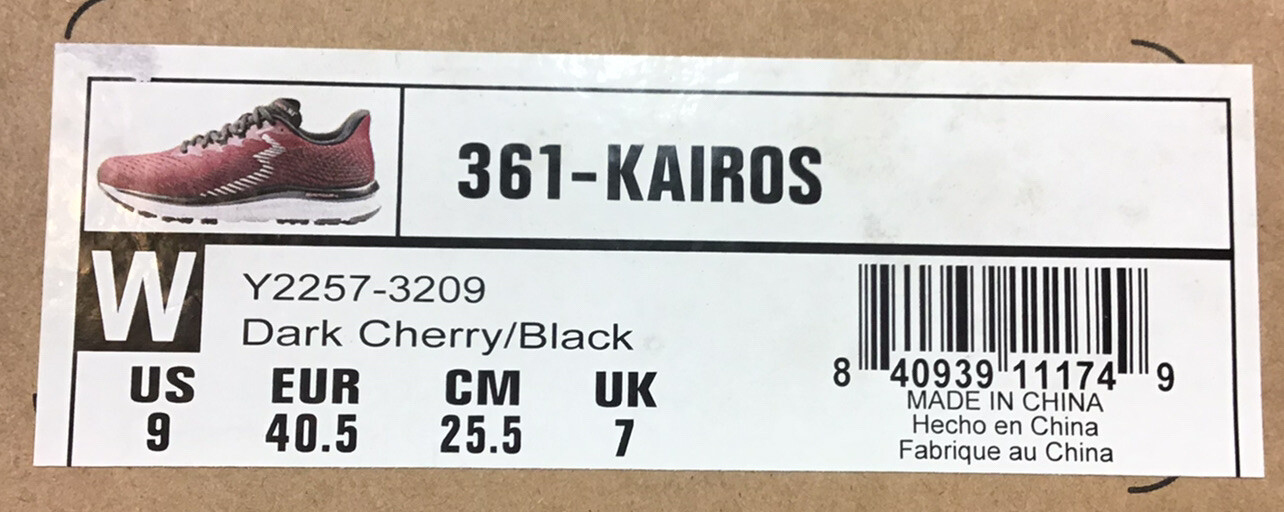 361-KAIROS
W
Y2257-3209
Dark Cherry/Black
US EUR CM UK
9 40.5 25.5 7
8 40939 11174 9
MADE IN CHINA
Hecho en China
Fabrique au China